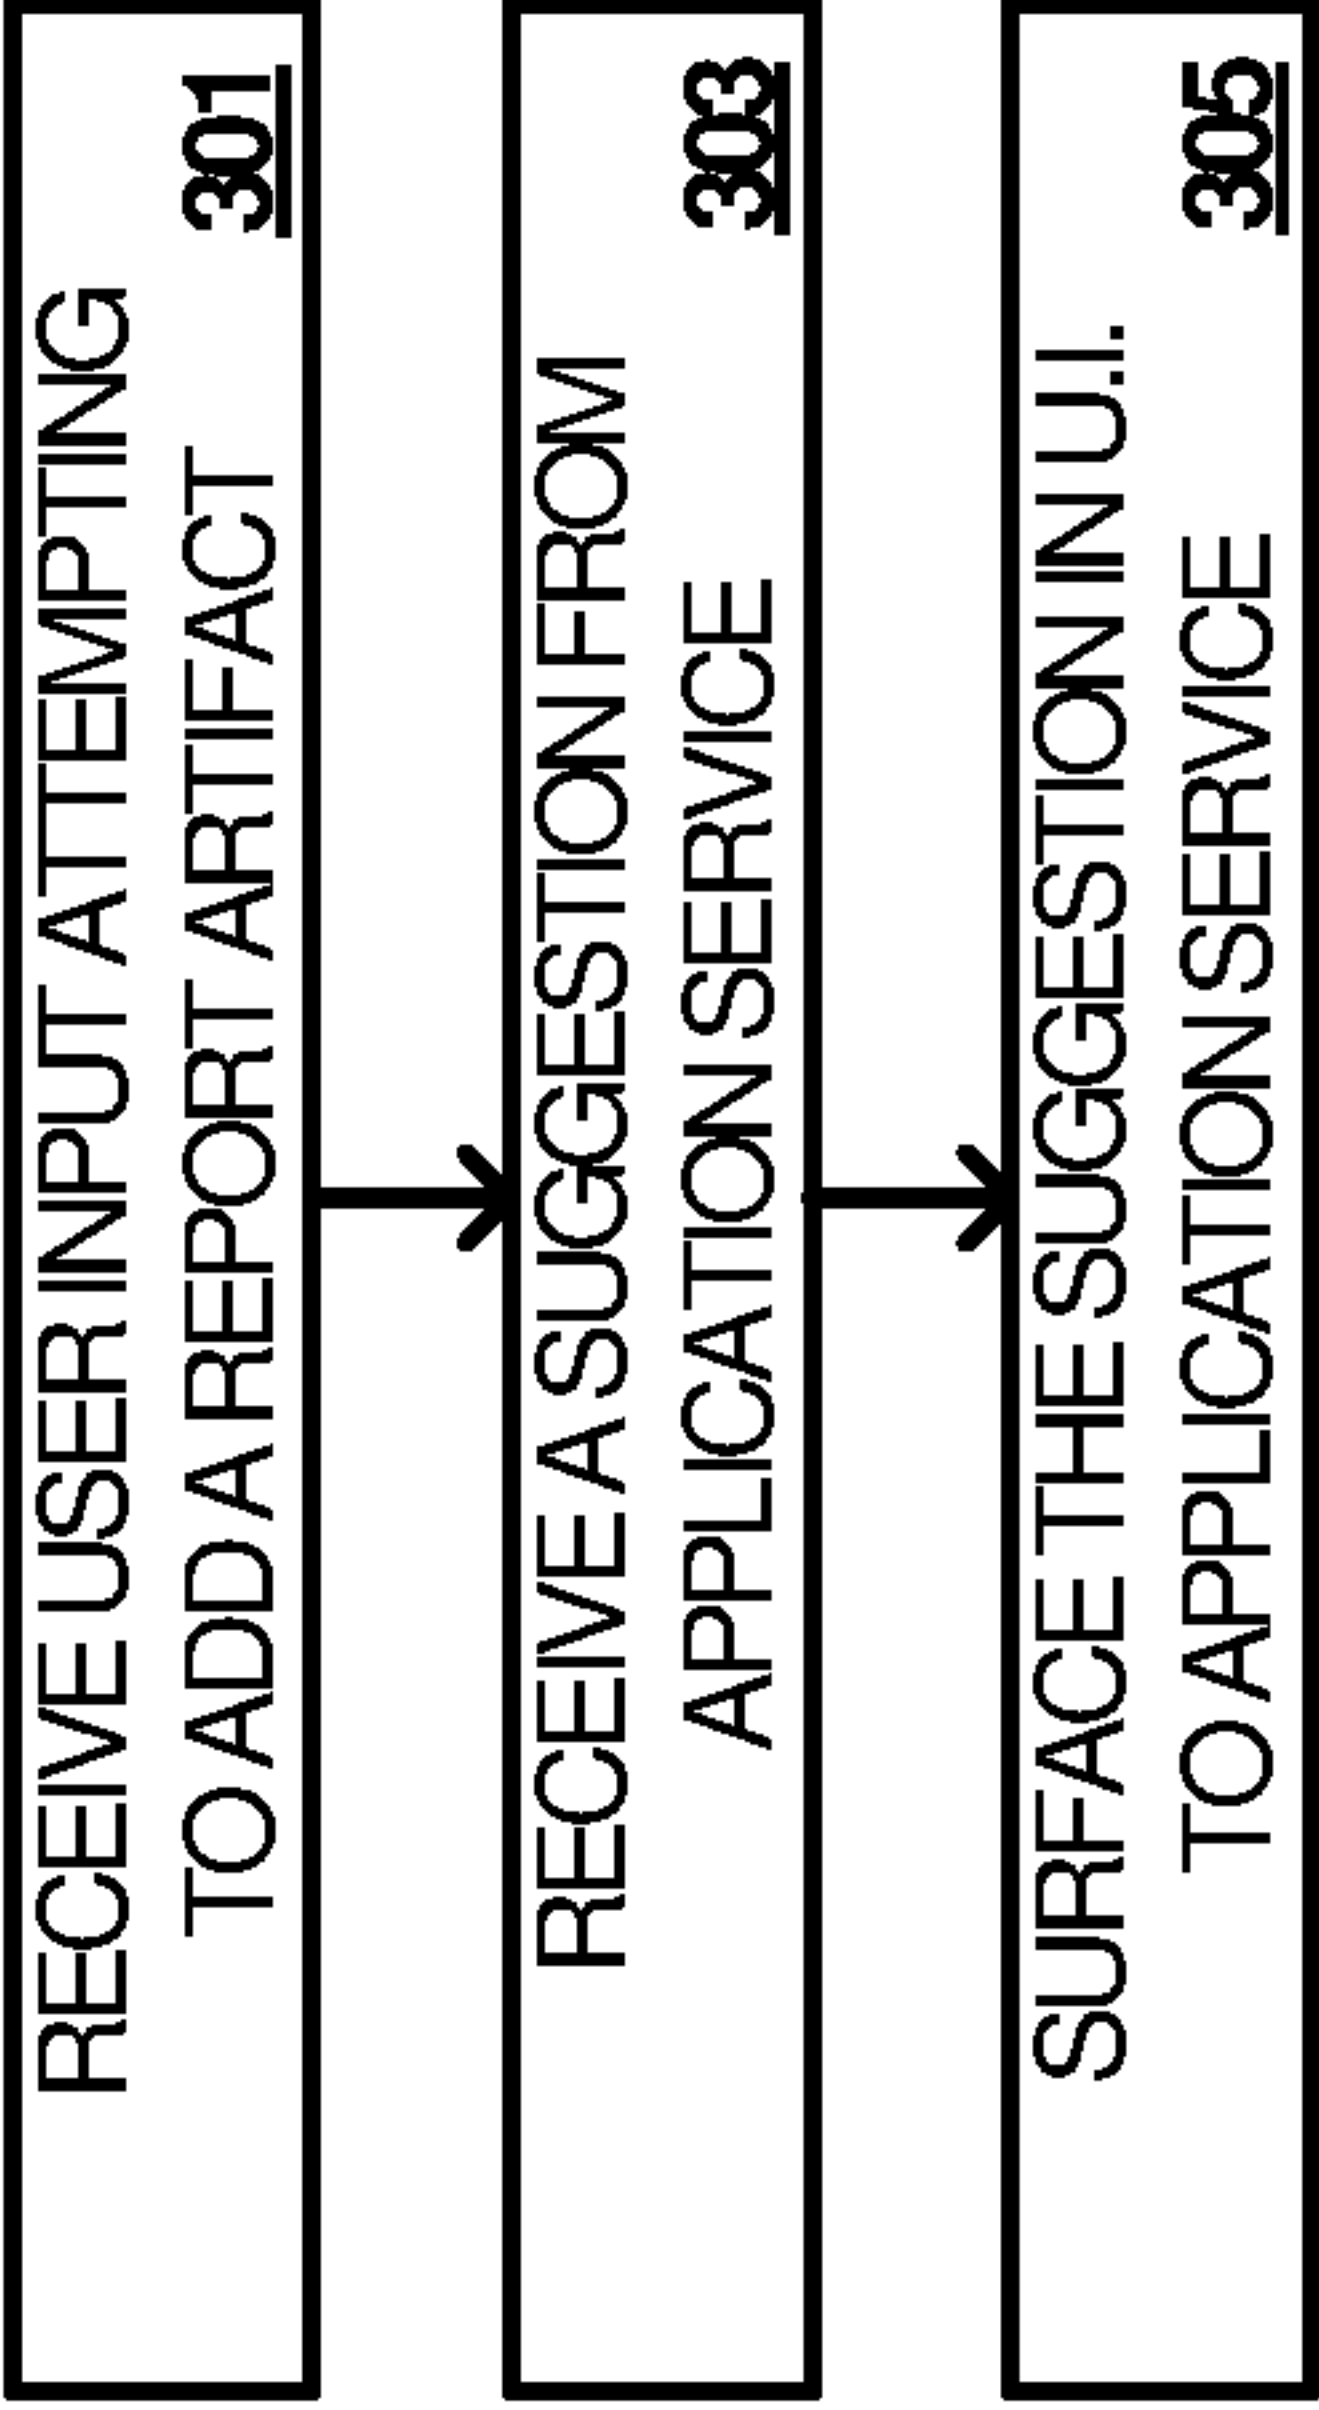 RECEIVE USER INPUT ATTEMPTING
TO ADD A REPORT ARTIFACT
301
RECEIVE A SUGGESTION FROM
APPLICATION SERVICE
303
SURFACE THE SUGGESTION IN U.I.
TO APPLICATION SERVICE
305